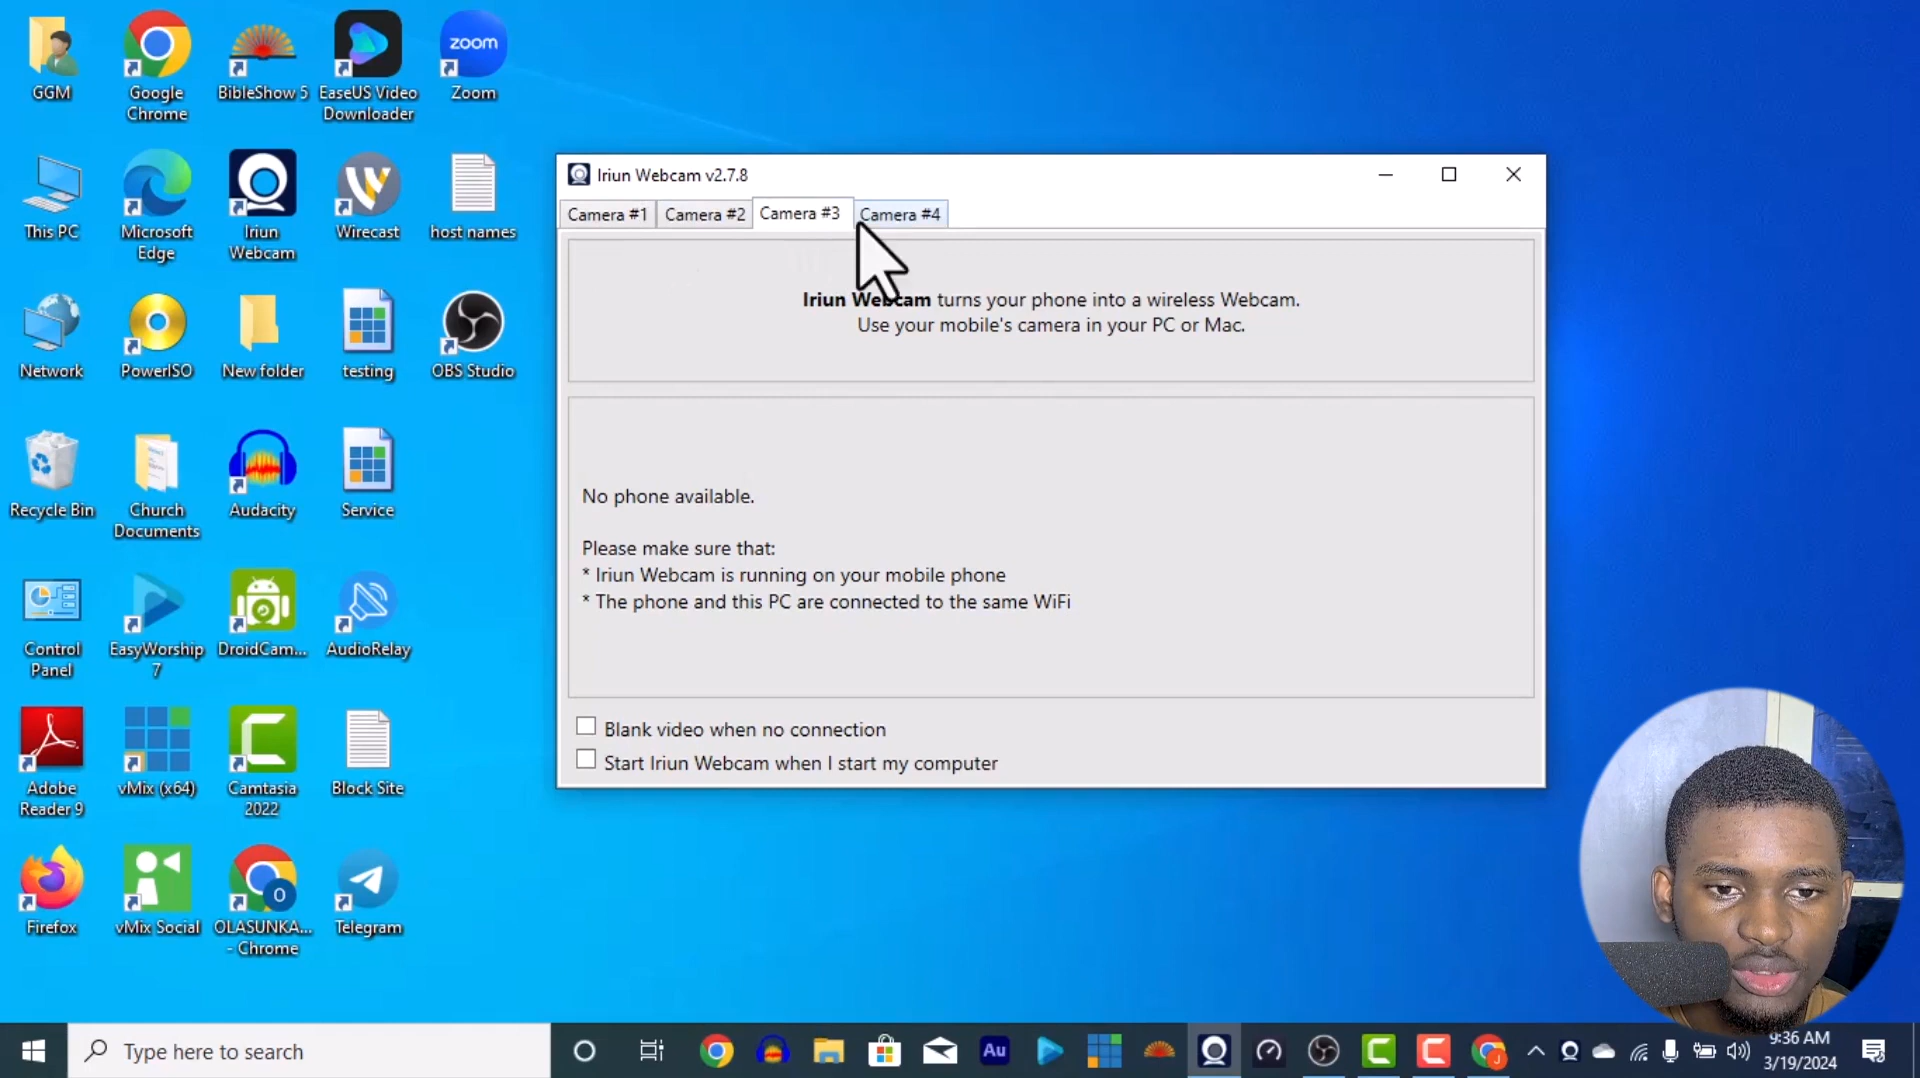 GGM
Google
Chrome
BibleShow 5
EaseUS Video
Downloader
zoom
Zoom
This PC
Microsoft
Edge
Iriun
Webcam
Wirecast
host names
Network
PowerISO
New folder
testing
OBS Studio
Recycle Bin
Church
Documents
Audacity
Service
Control
Panel
EasyWorship
7
DroidCam...
AudioRelay
Adobe
Reader 9
vMix (x64)
Camtasia
2022
Block Site
Firefox
vMix Social
O
OLASUNKA...
- Chrome
Telegram
Iriun Webcam v2.7.8
Camera #1
Camera #2
Camera #3
Camera #4
Iriun Webcam turns your phone into a wireless Webcam.
Use your mobile's camera in your PC or Mac.
No phone available.
Please make sure that:
* Iriun Webcam is running on your mobile phone
* The phone and this PC are connected to the same WiFi
Blank video when no connection
Start Iriun Webcam when I start my computer
Type here to search
Au
J
9:36 AM
3/19/2024